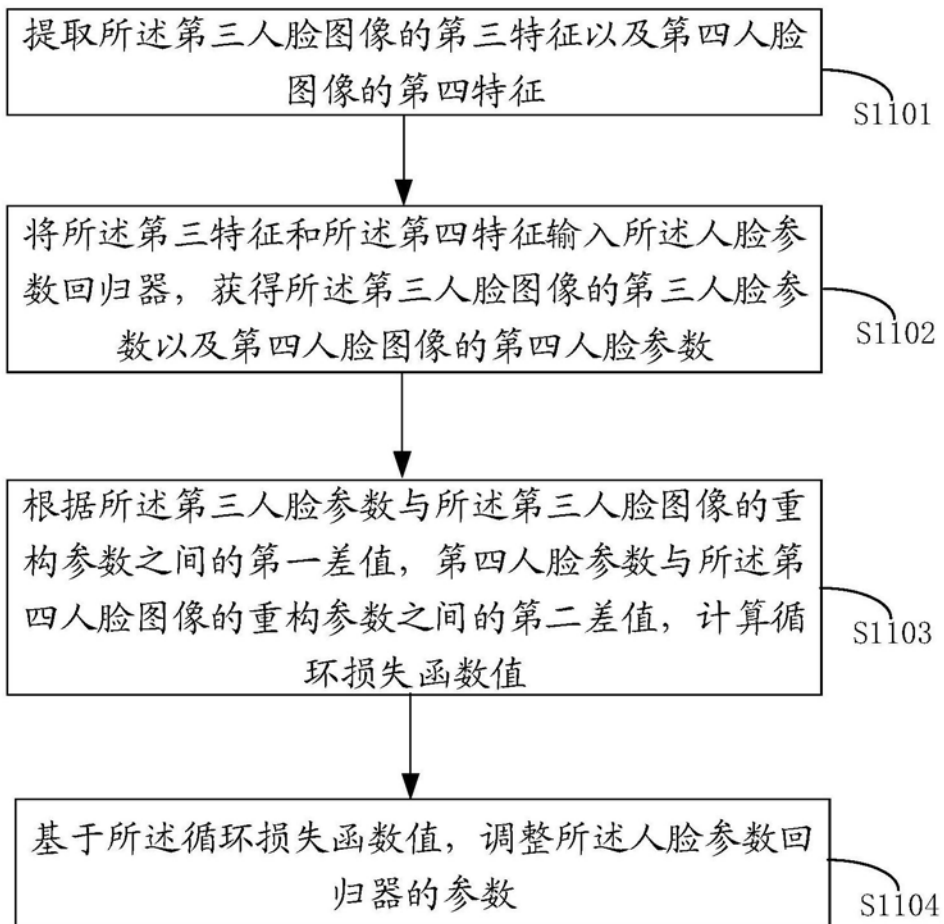 提取所述第三人脸图像的第三特征以及第四人脸
图像的第四特征
S1101
将所述第三特征和所述第四特征输入所述人脸参
数回归器，获得所述第三人脸图像的第三人脸参
数以及第四人脸图像的第四人脸参数
S1102
根据所述第三人脸参数与所述第三人脸图像的重
构参数之间的第一差值，第四人脸参数与所述第
四人脸图像的重构参数之间的第二差值，计算循
环损失函数值
S1103
基于所述循环损失函数值，调整所述人脸参数回
归器的参数
S1104